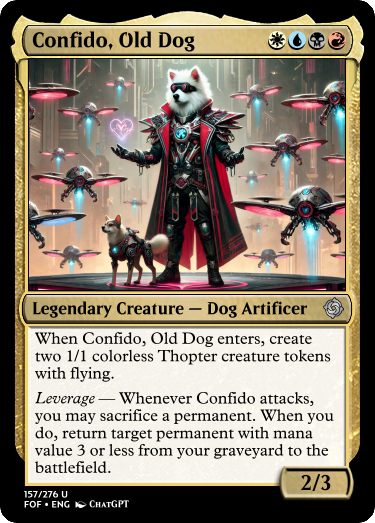 Confido, Old Dog
Legendary Creature — Dog Artificer
When Confido, Old Dog enters, create
two 1/1 colorless Thopter creature tokens
with flying.
Leverage — Whenever Confido attacks,
you may sacrifice a permanent. When you
do, return target permanent with mana
value 3 or less from your graveyard to the
battlefield.
2/3
157/276 U
FOF • ENG ChatGPT